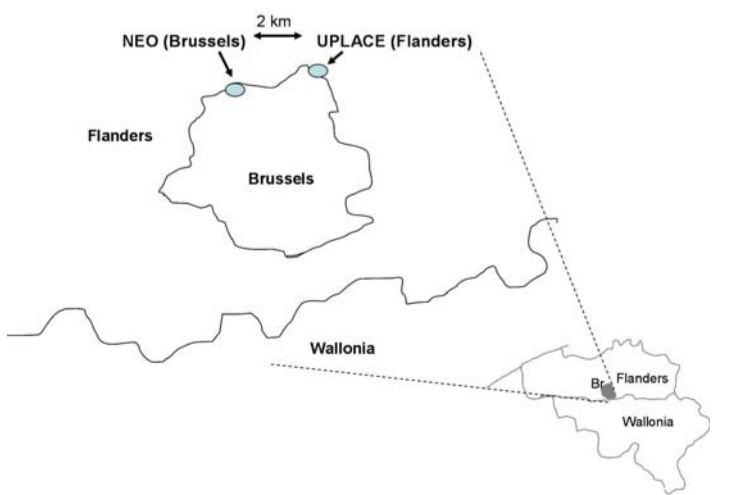 2 km
NEO (Brussels)
UPLACE (Flanders)
Flanders
Brussels
Wallonia
Br
Flanders
Wallonia